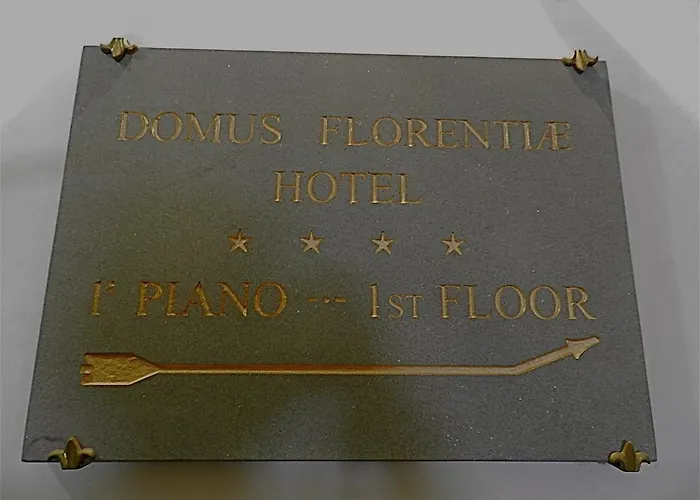 DOMUS FLORENTIÆ
HOTEL
1° PIANO --- 1ST FLOOR